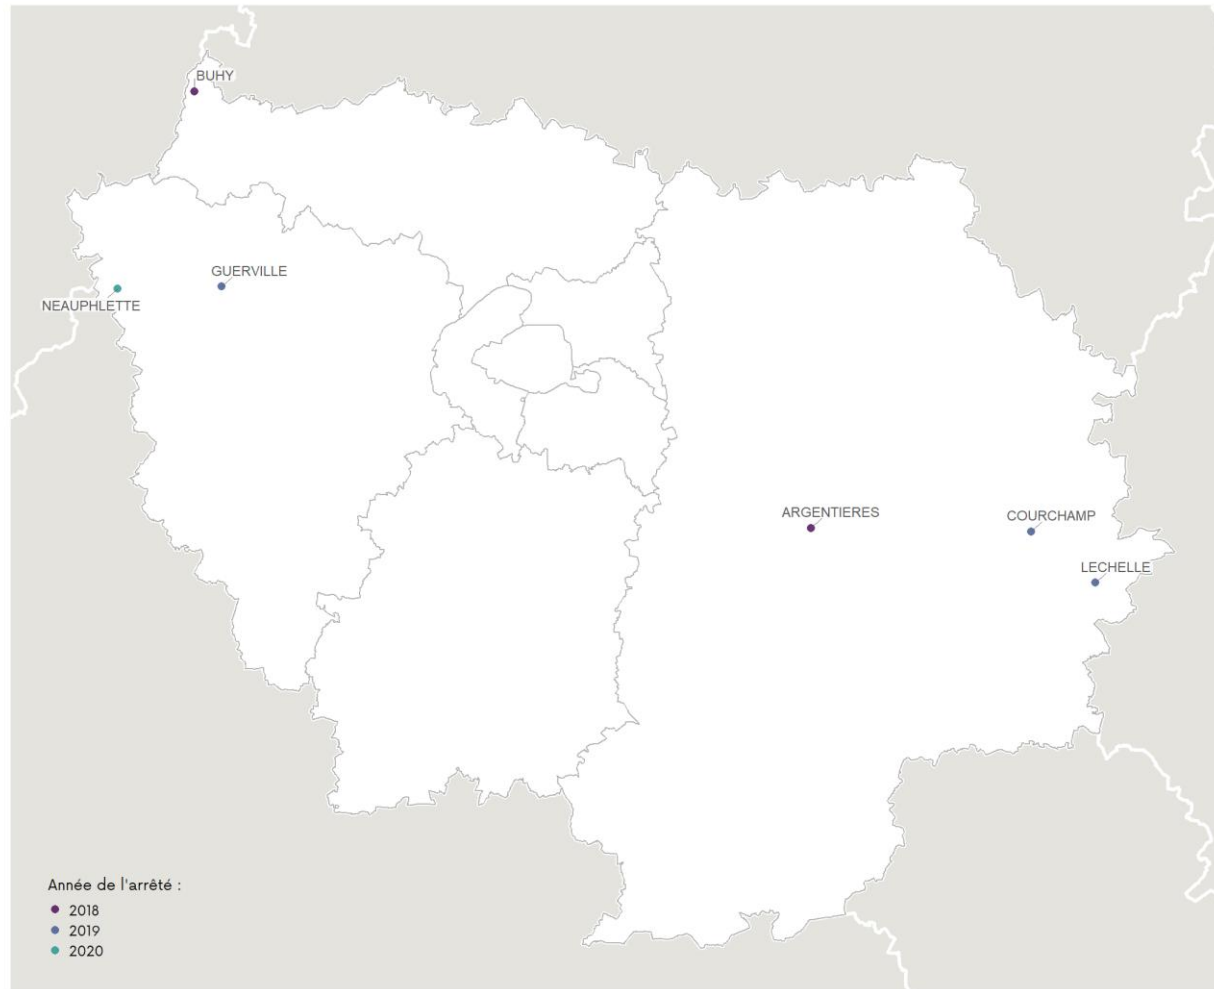 BUHY
GUERVILLE
NEAUPHLETTE
ARGENTIERES
COURCHAMP
LECHELLE
Année de l'arrêté :
2018
2019
2020